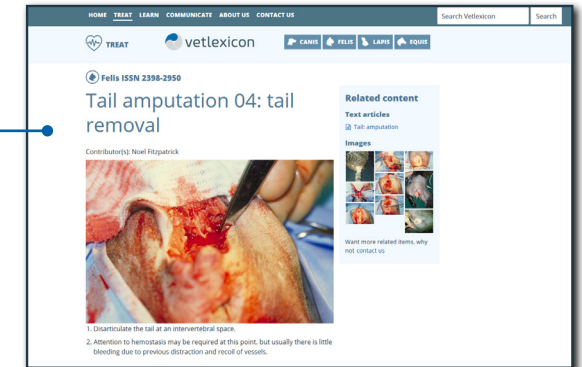 HOME TREAT LEARN COMMUNICATE ABOUT US CONTACT US
Search Vetlexicon Search
TREAT
vetlexicon
CANIS FELIS LAPIS EQUIS
Felis ISSN 2398-2950
Tail amputation 04: tail
removal
Contributor(s): Noel Fitzpatrick
1. Disarticulate the tail at an intervertebral space.
2. Attention to hemostasis may be required at this point, but usually there is little
bleeding due to previous distraction and recoil of vessels.
Related content
Text articles
Tail: amputation
Images
Want more related items, why
not contact us